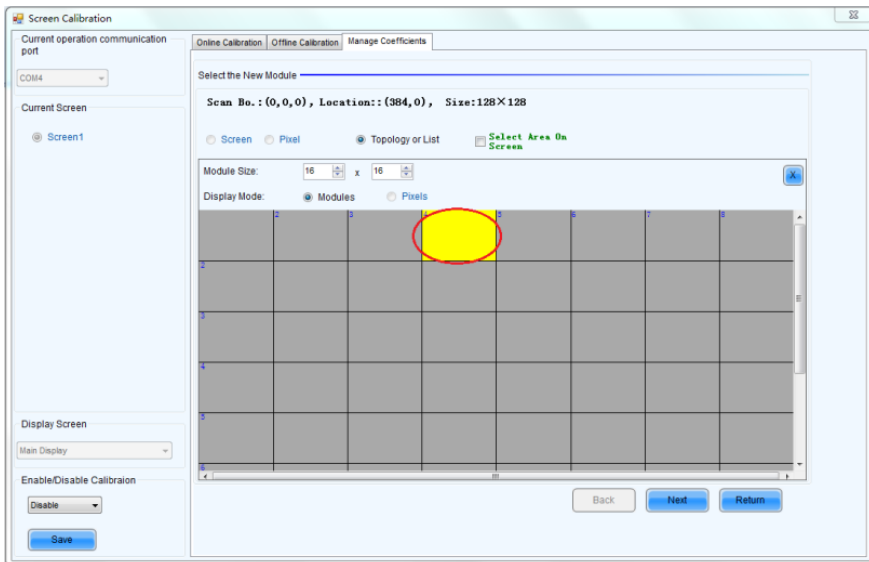 Screen Calibration
Current operation communication
port
COM4
Current Screen
Screen1
Display Screen
Main Display
Enable/Disable Calibraion
Disable
Save
Online Calibration Offline Calibration Manage Coefficients
Select the New Module
Scan Bo.:(0,0,0), Location::(384,0), Size:128×128
Screen Pixel Topology or List Select Area On
Screen
Module Size: 16 x 16
X
Display Mode: Modules Pixels
2 3 4 5 6 7 8
2
3
4
5
6
Back Next Return